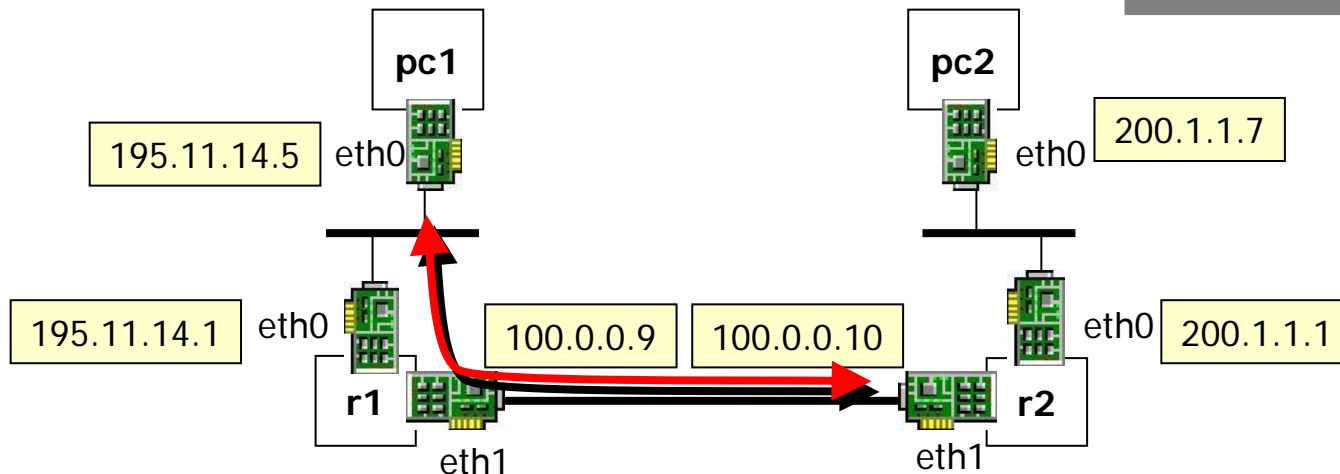 pc1
pc2
195.11.14.5
eth0
eth0
200.1.1.7
195.11.14.1
eth0
100.0.0.9
100.0.0.10
eth0
200.1.1.1
r1
r2
eth1
eth1